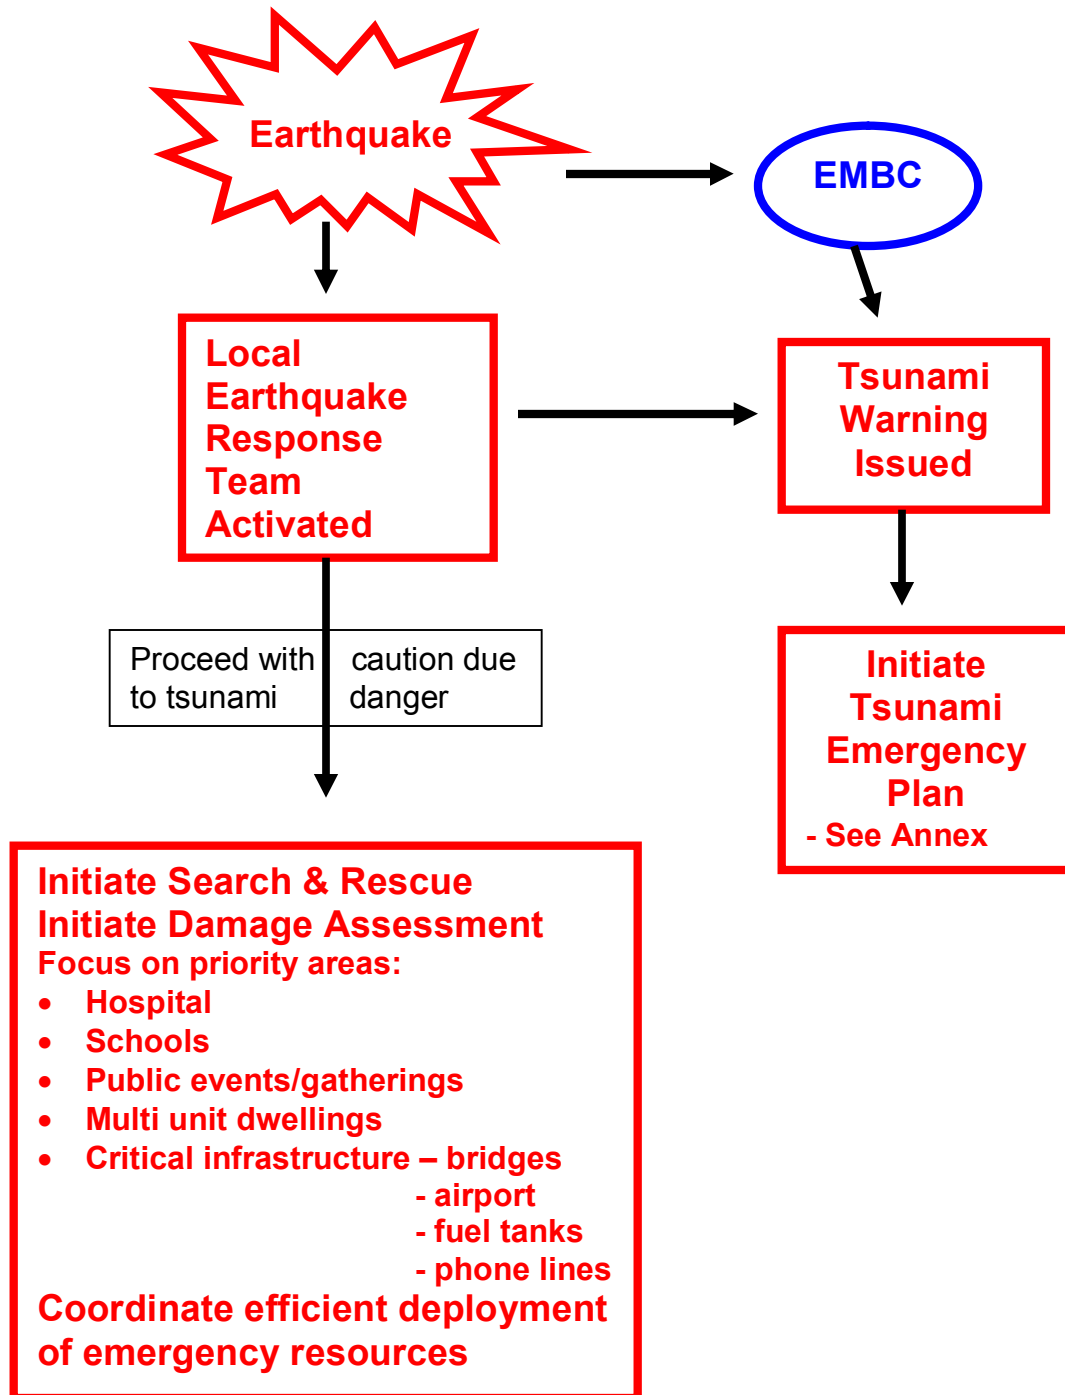 Earthquake
EMBC
Local
Earthquake
Response
Team
Activated
Tsunami
Warning
Issued
Proceed with caution due
to tsunami danger
Initiate
Tsunami
Emergency
Plan
- See Annex
Initiate Search & Rescue
Initiate Damage Assessment
Focus on priority areas:
• Hospital
• Schools
• Public events/gatherings
• Multi unit dwellings
• Critical infrastructure – bridges
- airport
- fuel tanks
- phone lines
Coordinate efficient deployment
of emergency resources